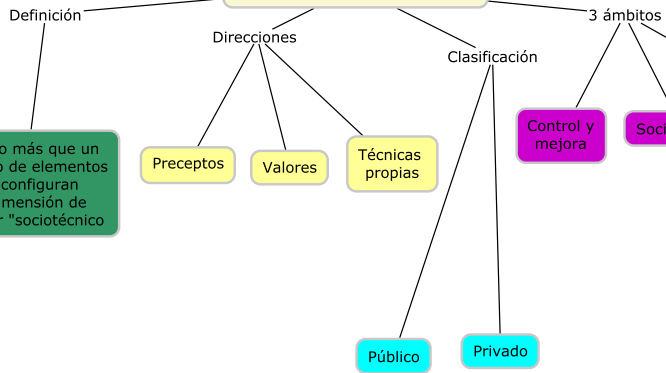 Definición
3 ámbitos
Direcciones
Clasificación
más que un
de elementos
configuran
de
"sociotécnico
Preceptos
Valores
Técnicas
propias
Control y
mejora
Público
Privado